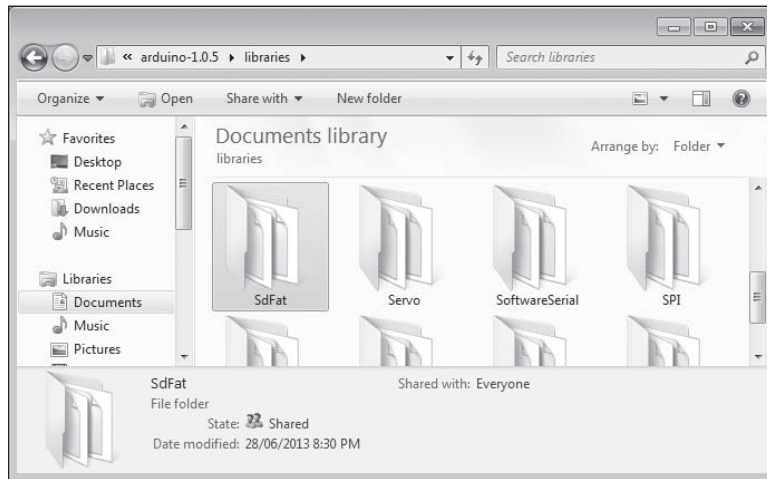 « arduino-1.0.5 ▸ libraries ▸
Search libraries
Organize ▾ Open Share with ▾ New folder
Favorites
Desktop
Recent Places
Downloads
Music
Libraries
Documents
Music
Pictures
Documents library
libraries
Arrange by: Folder ▾
SdFat Servo SoftwareSerial SPI
SdFat
File folder
State: Shared
Date modified: 28/06/2013 8:30 PM
Shared with: Everyone